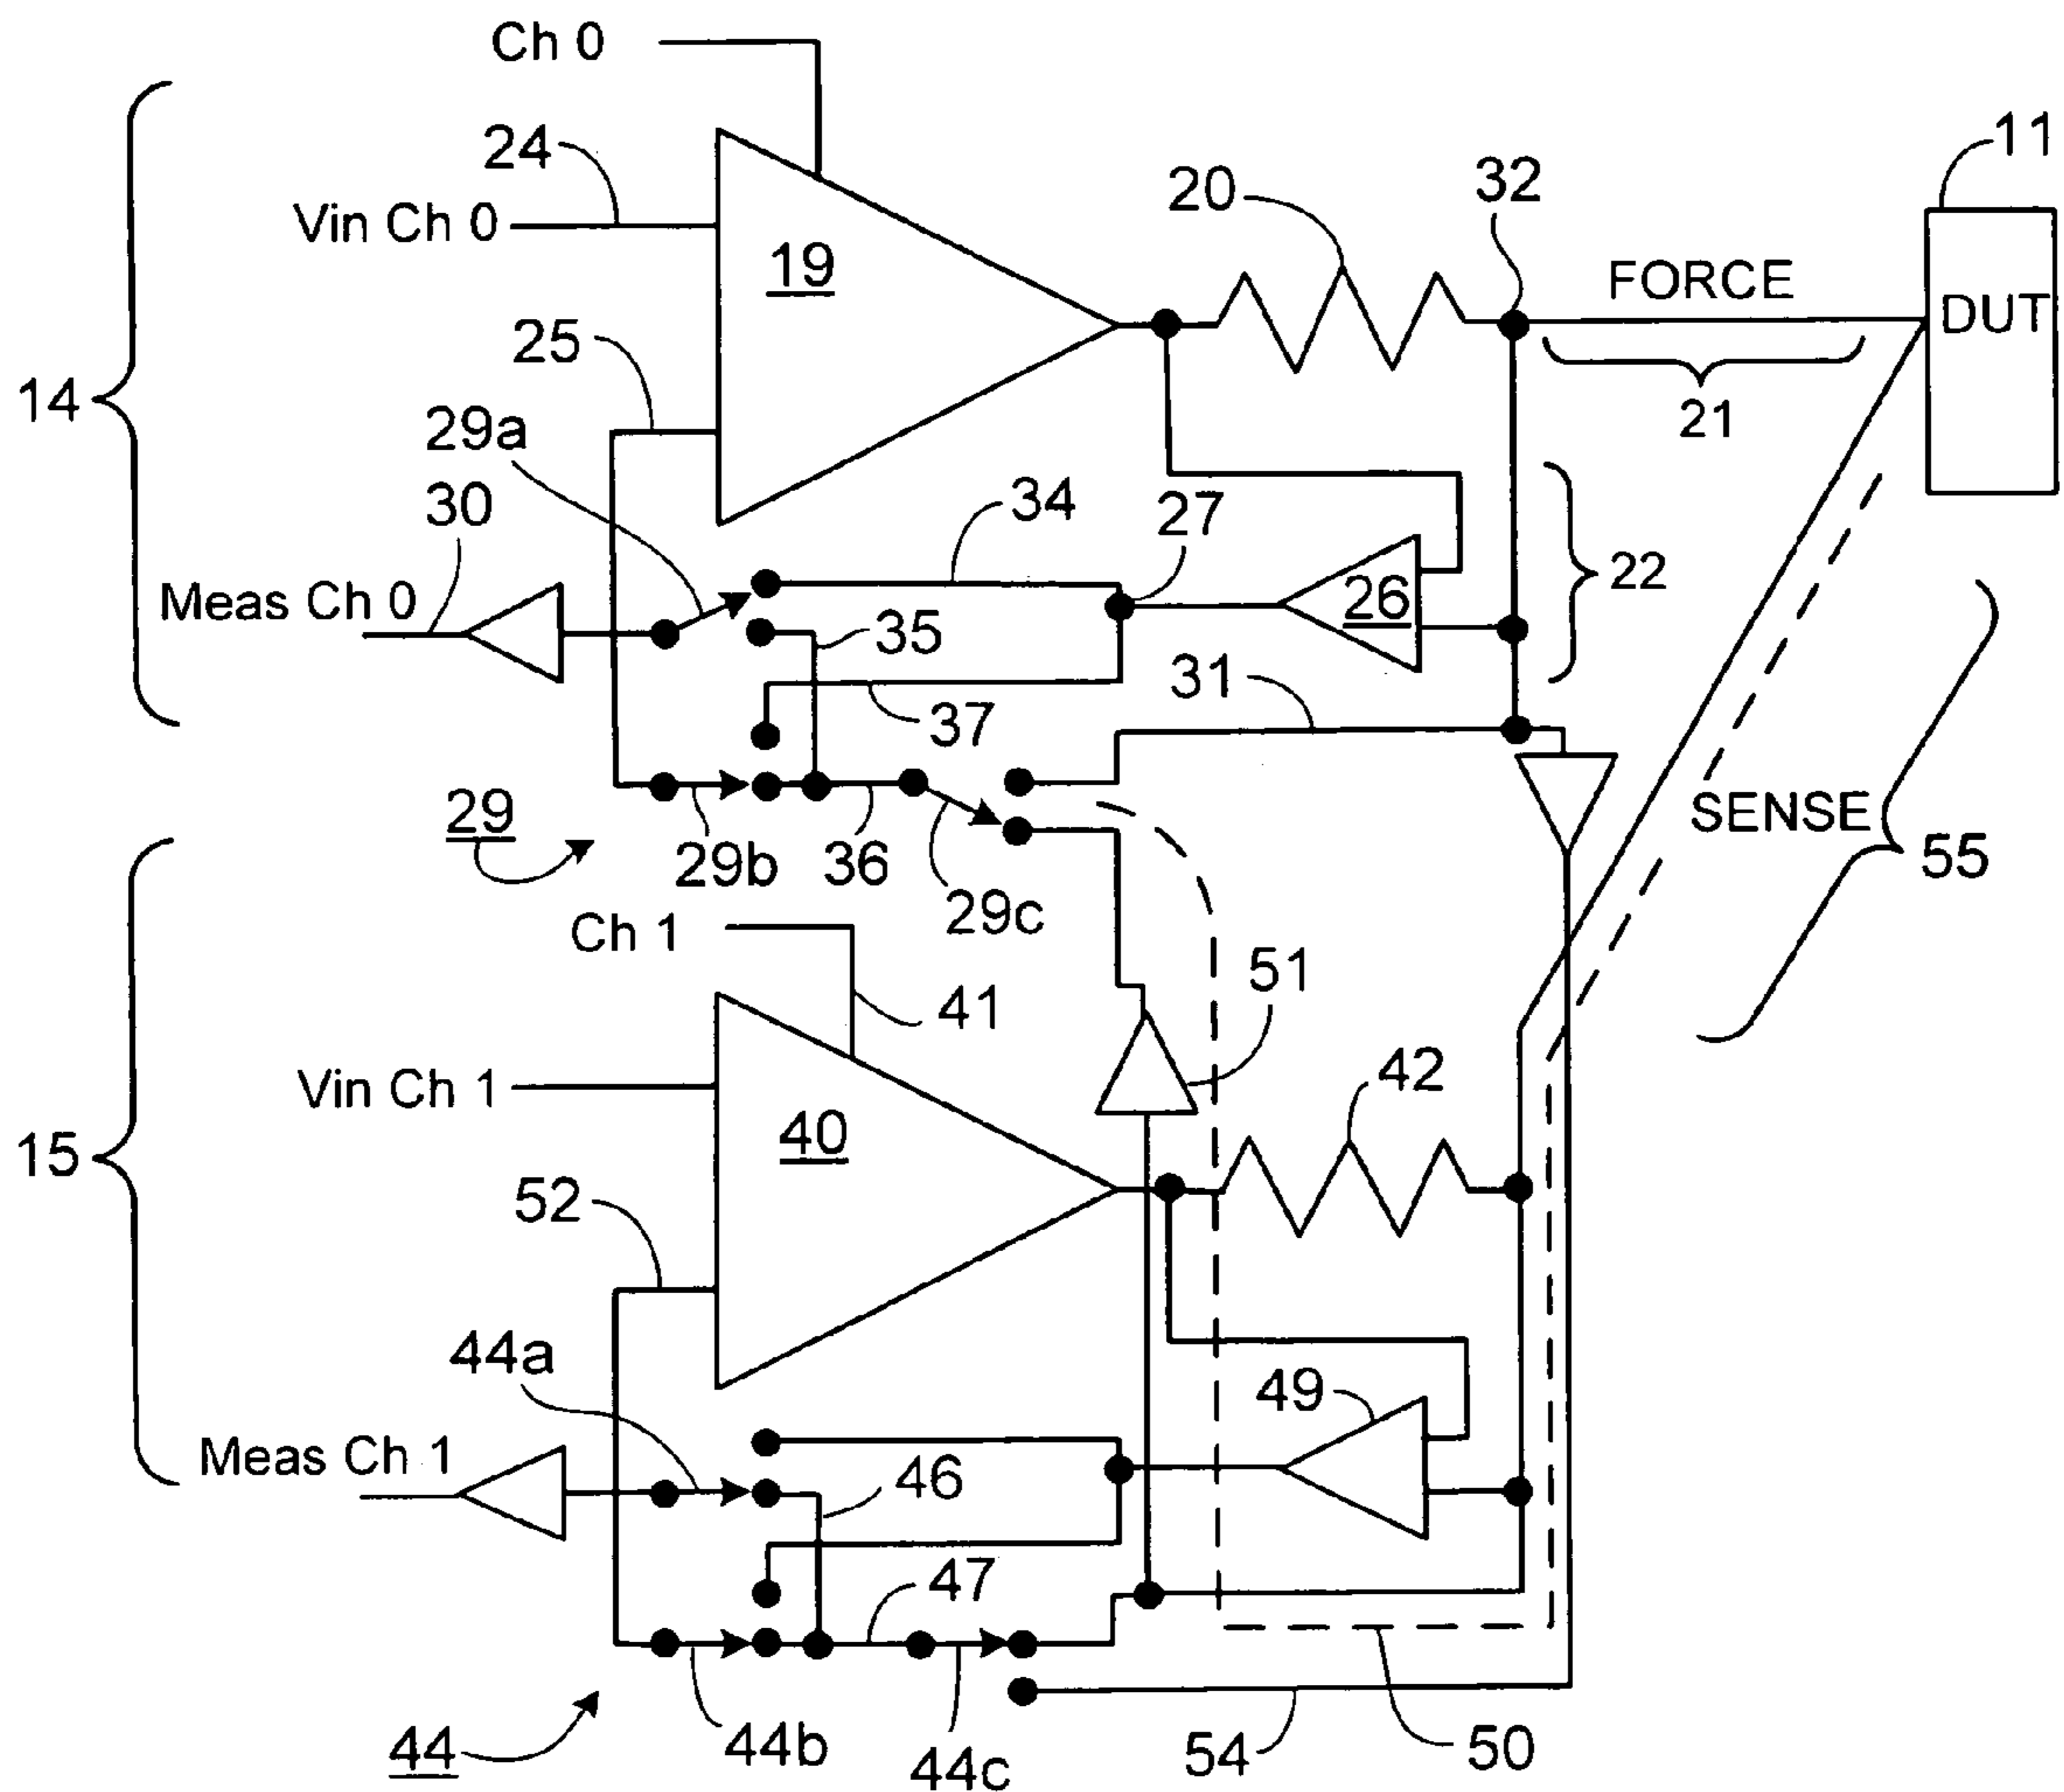 Ch 0
11
24
20
32
Vin Ch 0
19
FORCE
DUT
25
14
29a
21
30
34
27
22
26
Meas Ch 0
35
31
37
SENSE
29
29b
36
29c
55
Ch 1
41
51
Vin Ch 1
42
40
15
52
44a
49
Meas Ch 1
46
47
44
44b
44c
54
50